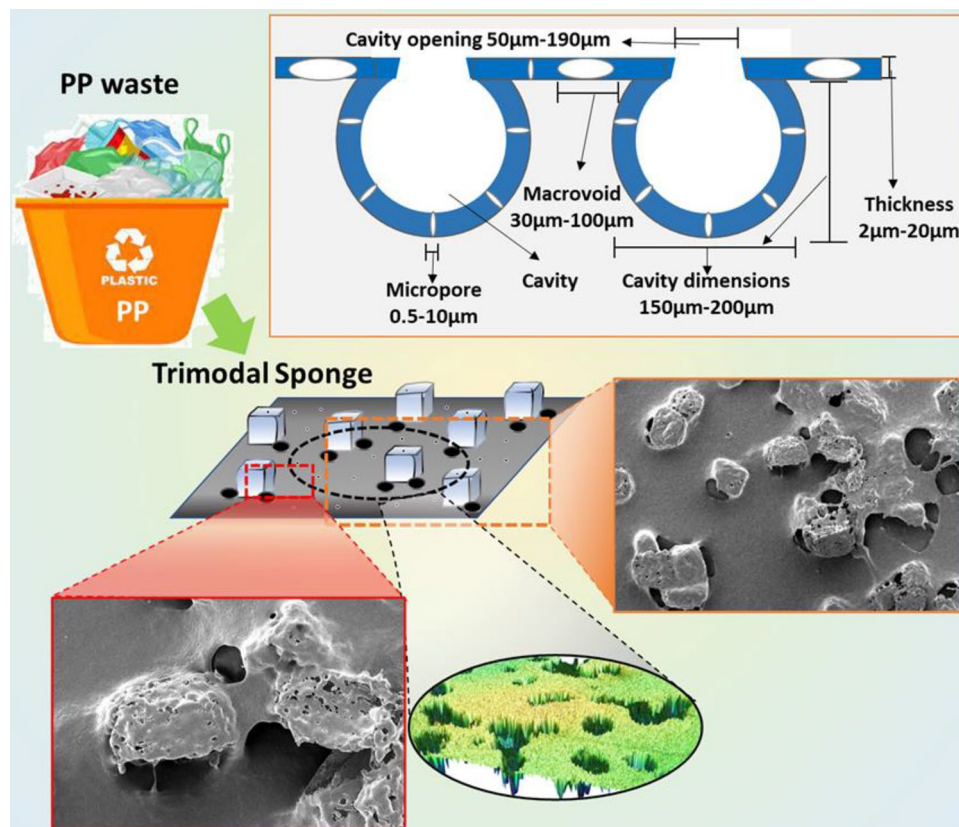 Cavity opening 50µm-190µm
PP waste
Macrovoid
30µm-100µm
Thickness
2µm-20µm
Micropore
0.5-10µm
Cavity
Cavity dimensions
150µm-200µm
PLASTIC
PP
Trimodal Sponge